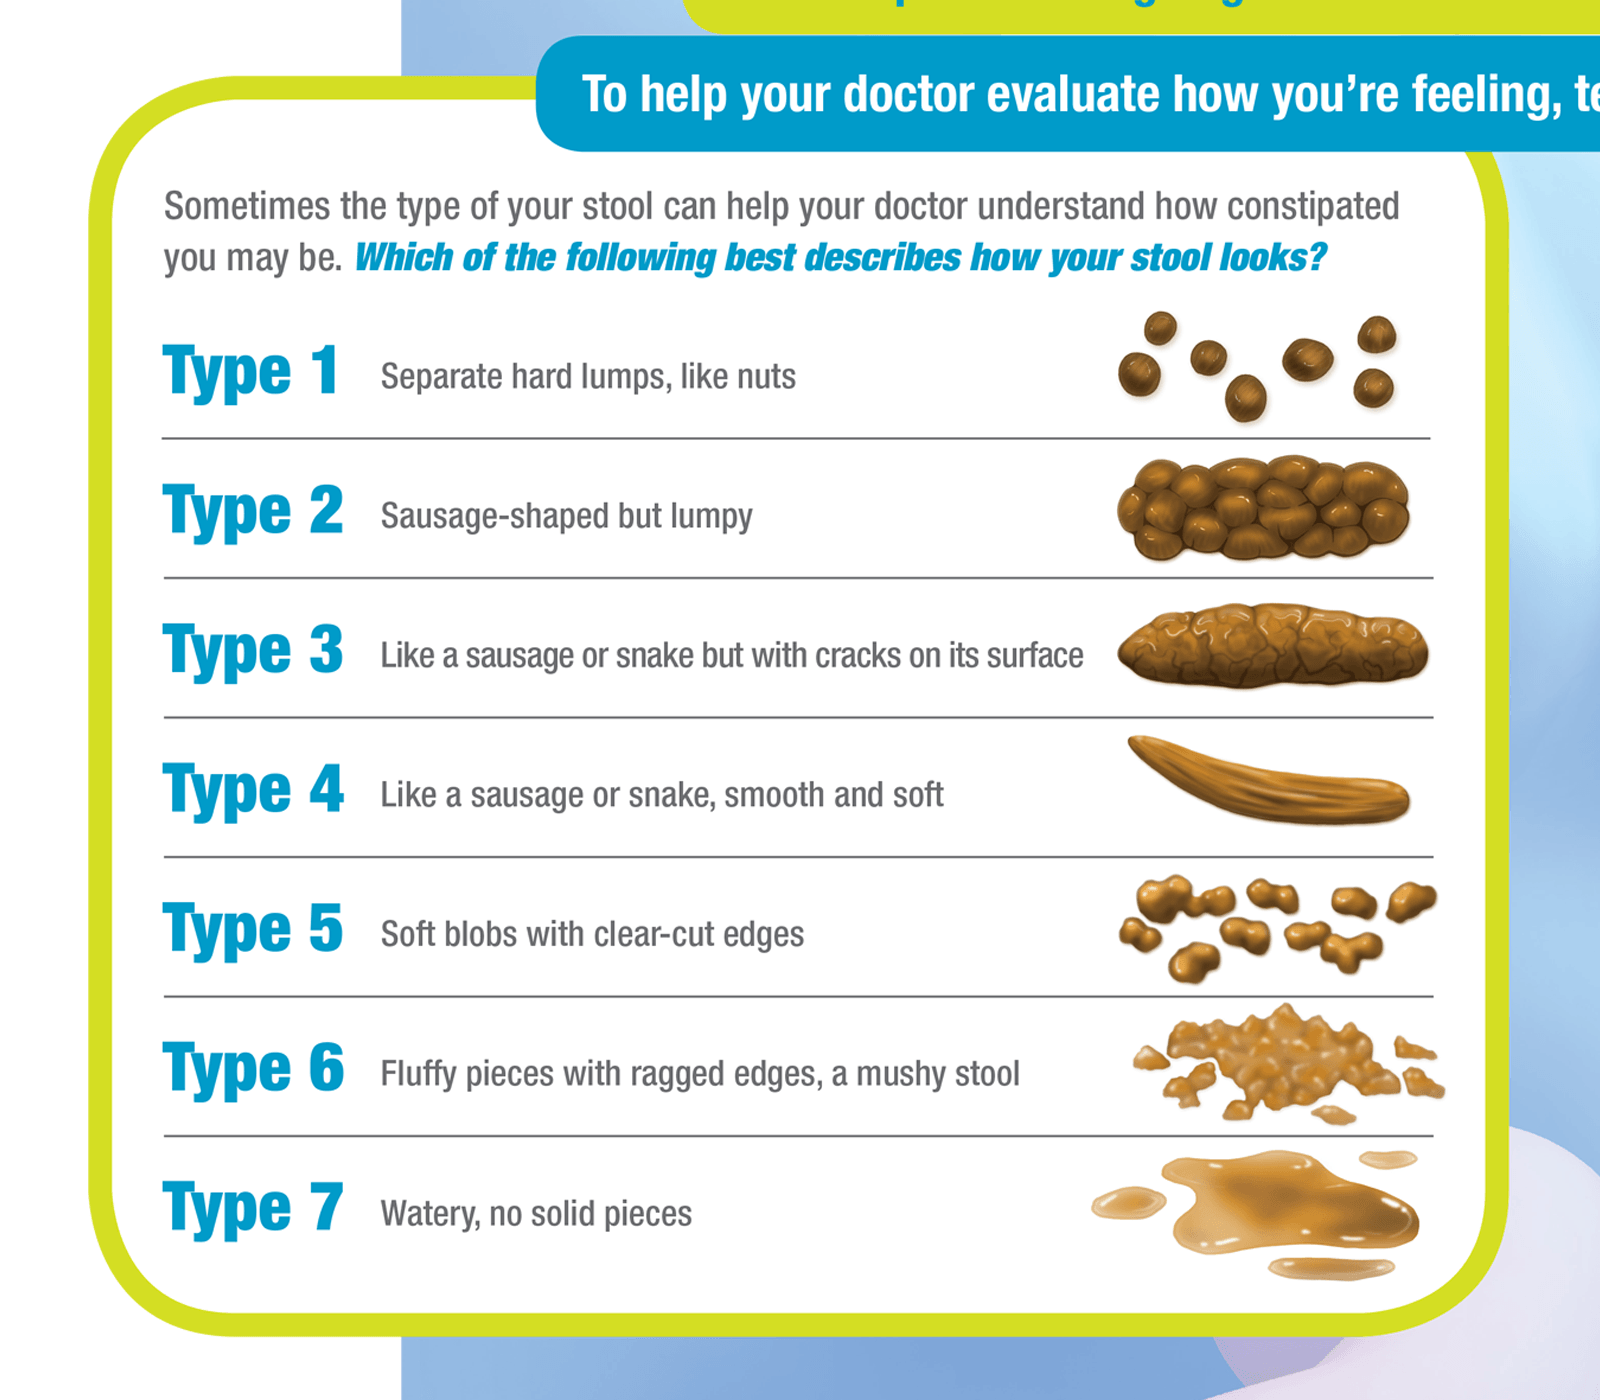 To help your doctor evaluate how you’re feeling,
Sometimes the type of your stool can help your doctor understand how constipated
you may be. Which of the following best describes how your stool looks?
Type 1 Separate hard lumps, like nuts
Type 2 Sausage-shaped but lumpy
Type 3 Like a sausage or snake but with cracks on its surface
Type 4 Like a sausage or snake, smooth and soft
Type 5 Soft blobs with clear-cut edges
Type 6 Fluffy pieces with ragged edges, a mushy stool
Type 7 Watery, no solid pieces